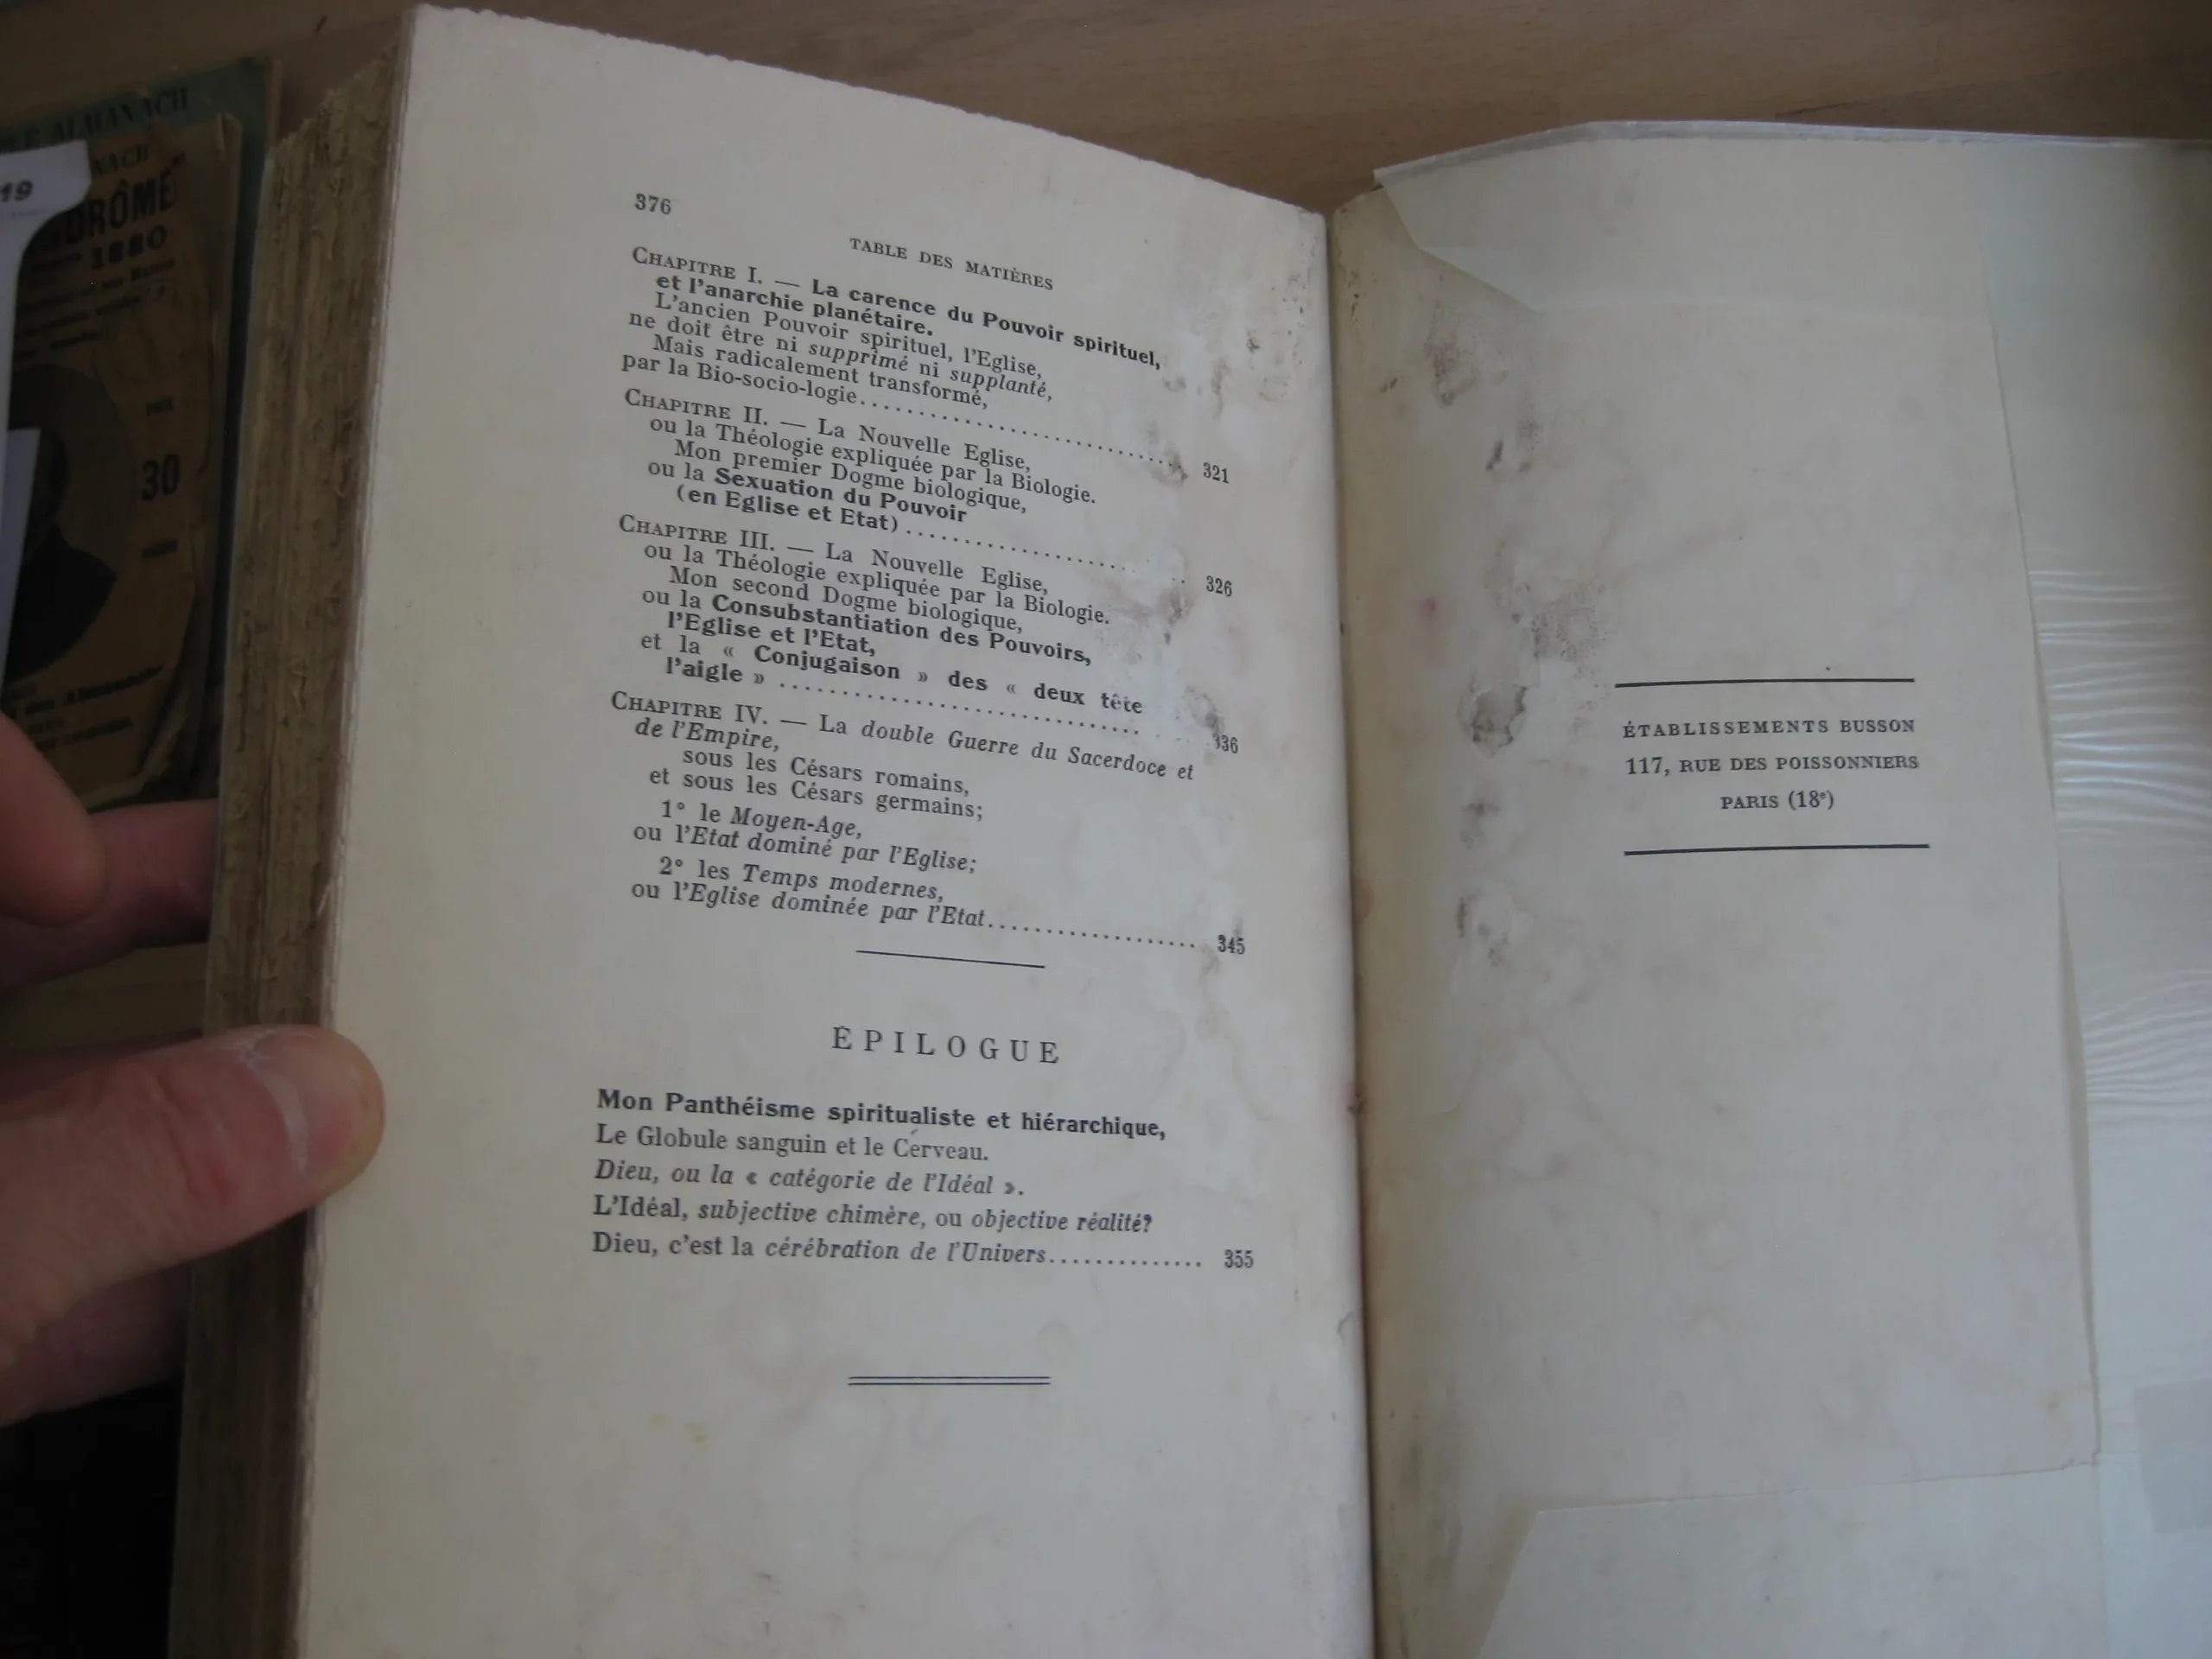 ALMANACH
19
DRÔME
1880
30
376
TABLE DES MATIÈRES
CHAPITRE I. — La carence du Pouvoir spirituel,
et l'anarchie planétaire.
L'ancien Pouvoir spirituel, l'Eglise,
ne doit être ni supprimé ni supplanté,
Mais radicalement transformé,
par la Bio-socio-logie.............................. 321
CHAPITRE II. — La Nouvelle Eglise,
ou la Théologie expliquée par la Biologie.
Mon premier Dogme biologique,
ou la Sexuation du Pouvoir
(en Eglise et Etat)...................... 326
CHAPITRE III. — La Nouvelle Eglise,
ou la Théologie expliquée par la Biologie.
Mon second Dogme biologique,
ou la Consubstantiation des Pouvoirs,
l'Eglise et l'Etat,
et la « Conjugaison » des « deux tête
l'aigle » .............................. 336
CHAPITRE IV. — La double Guerre du Sacerdoce et
de l'Empire,
sous les Césars romains,
et sous les Césars germains;
1° le Moyen-Age,
ou l'Etat dominé par l'Eglise;
2° les Temps modernes,
ou l'Eglise dominée par l'Etat.................. 345
ÉPILOGUE
Mon Panthéisme spiritualiste et hiérarchique,
Le Globule sanguin et le Cerveau.
Dieu, ou la « catégorie de l'Idéal ».
L'Idéal, subjective chimère, ou objective réalité?
Dieu, c'est la cérébration de l'Univers.............. 355
ÉTABLISSEMENTS BUSSON
117, RUE DES POISSONNIERS
PARIS (18e)